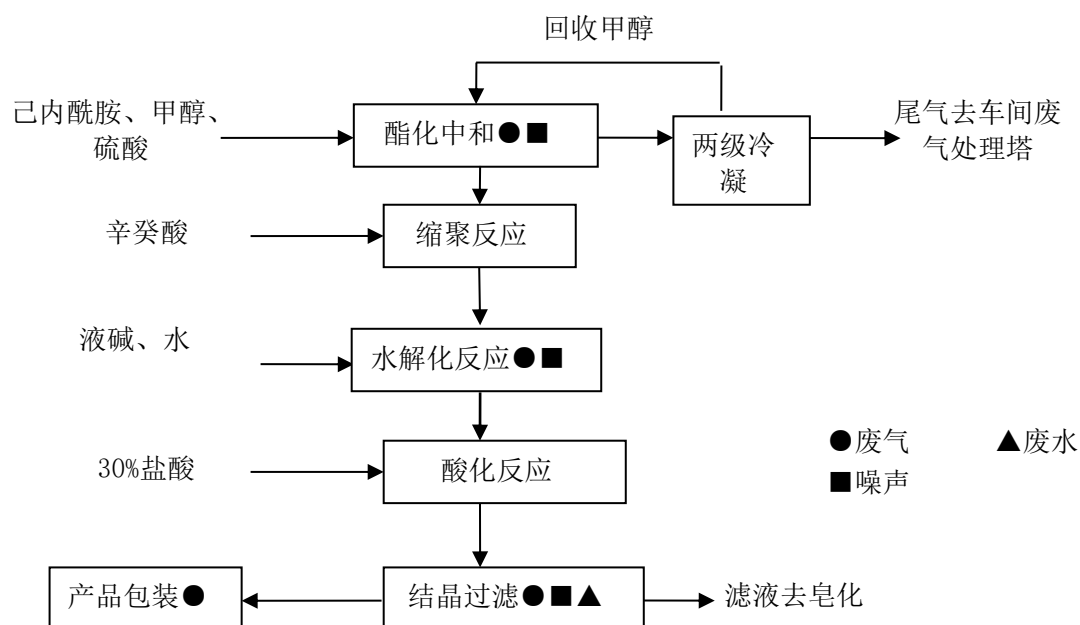 回收甲醇
己内酰胺、甲醇、
硫酸
酯化中和●■
两级冷
凝
尾气去车间废
气处理塔
辛癸酸
缩聚反应
液碱、水
水解化反应●■
●废气
▲废水
■噪声
30%盐酸
酸化反应
产品包装●
结晶过滤●■▲
滤液去皂化